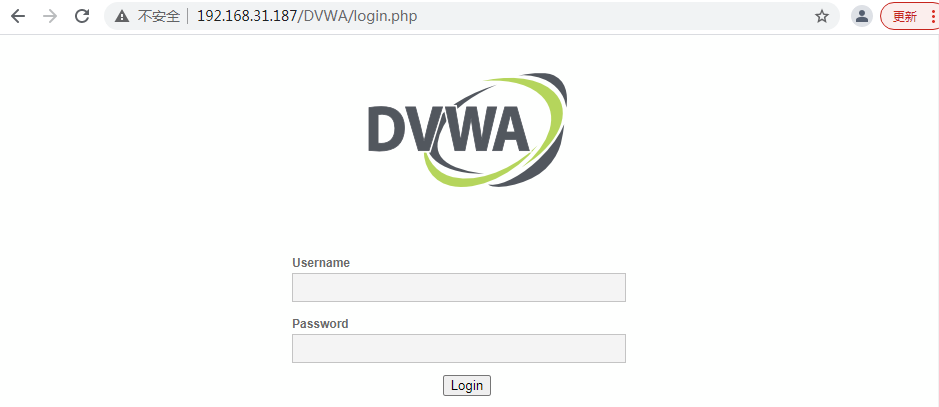 不安全 192.168.31.187/DVWA/login.php 更新
DVWA
Username
Password
Login